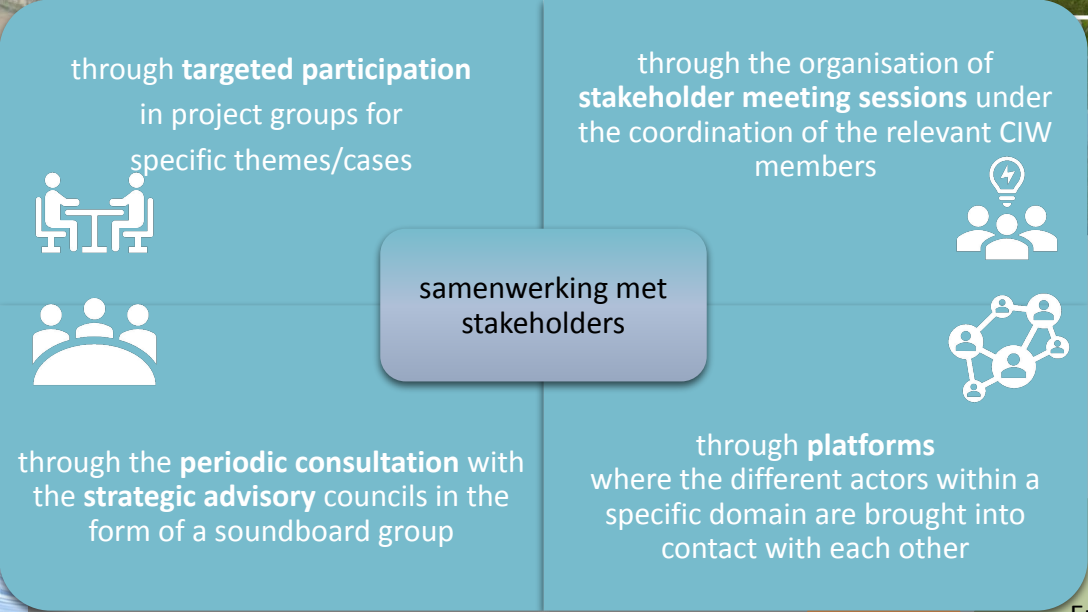 through targeted participation
in project groups for
specific themes/cases
through the organisation of
stakeholder meeting sessions under
the coordination of the relevant CIW
members
samenwerking met
stakeholders
through the periodic consultation with
the strategic advisory councils in the
form of a soundboard group
through platforms
where the different actors within a
specific domain are brought into
contact with each other